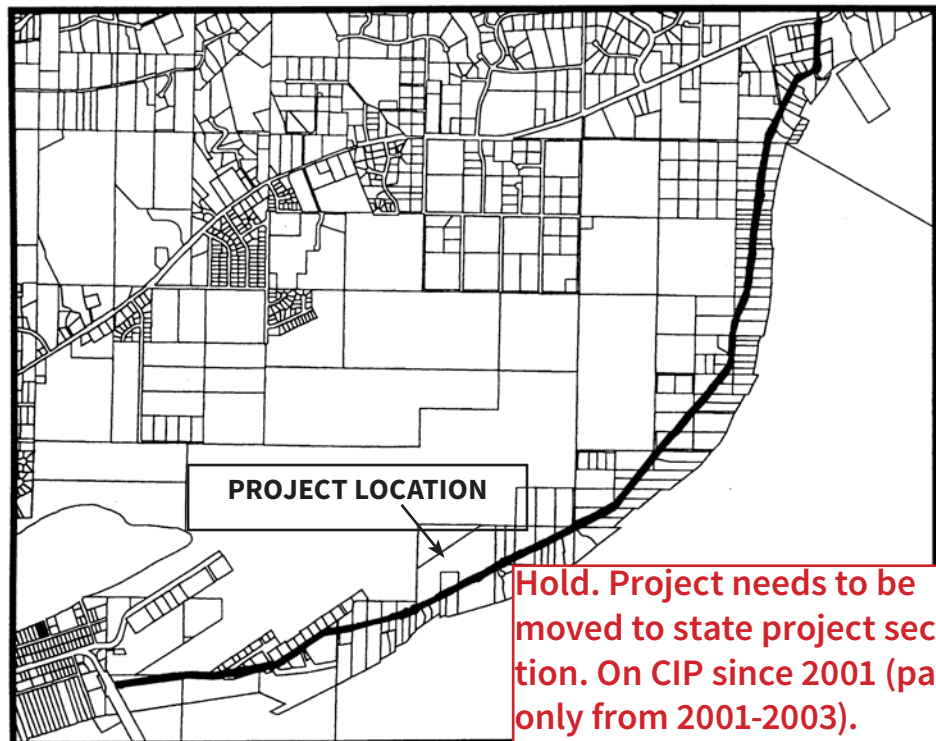 PROJECT LOCATION
Hold. Project needs to be
moved to state project sec
tion. On CIP since 2001 (pa
only from 2001-2003).